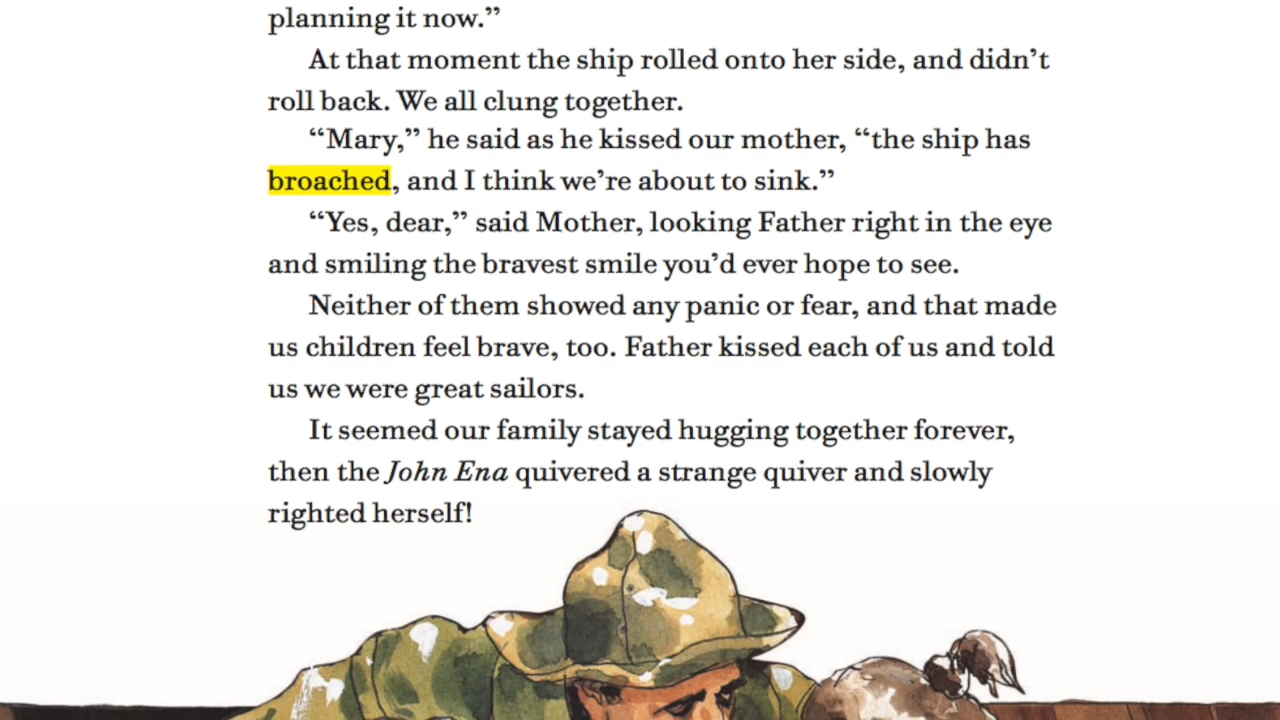 planning it now.”
At that moment the ship rolled onto her side, and didn’t
roll back. We all clung together.
“Mary,” he said as he kissed our mother, “the ship has
broached, and I think we’re about to sink.”
“Yes, dear,” said Mother, looking Father right in the eye
and smiling the bravest smile you’d ever hope to see.
Neither of them showed any panic or fear, and that made
us children feel brave, too. Father kissed each of us and told
us we were great sailors.
It seemed our family stayed hugging together forever,
then the John Ena quivered a strange quiver and slowly
righted herself!